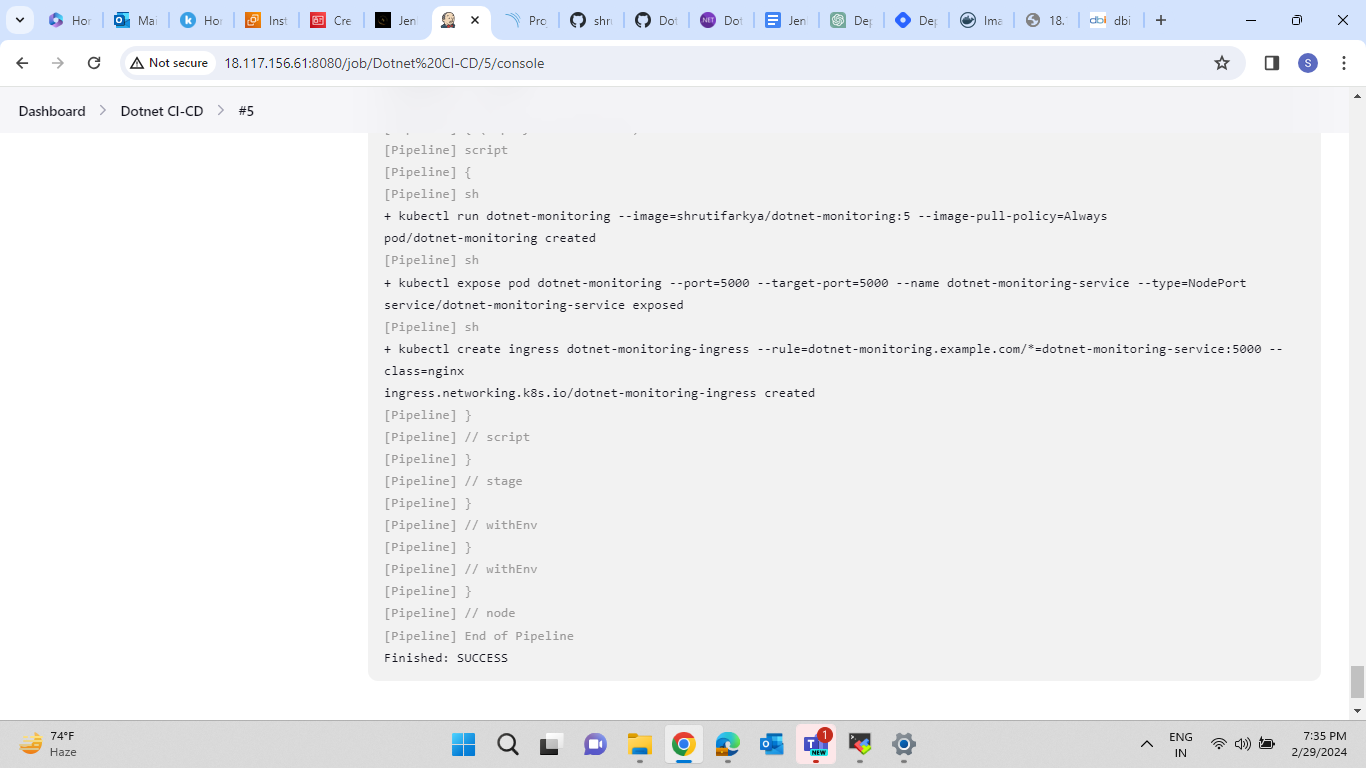 Hor
Mai
Hor
Inst
Cre
Jen
Pro
shri
Dot
Dot
Jen
Dep
Dep
Ima
18.
dbi
Not secure
18.117.156.61:8080/job/Dotnet%20CI-CD/5/console
S
Dashboard > Dotnet CI-CD > #5
[Pipeline] script
[Pipeline] {
[Pipeline] sh
+ kubectl run dotnet-monitoring --image=shrutifarkya/dotnet-monitoring:5 --image-pull-policy=Always
pod/dotnet-monitoring created
[Pipeline] sh
+ kubectl expose pod dotnet-monitoring --port=5000 --target-port=5000 --name dotnet-monitoring-service --type=NodePort
service/dotnet-monitoring-service exposed
[Pipeline] sh
+ kubectl create ingress dotnet-monitoring-ingress --rule=dotnet-monitoring.example.com/*=dotnet-monitoring-service:5000 --
class=nginx
ingress.networking.k8s.io/dotnet-monitoring-ingress created
[Pipeline] }
[Pipeline] // script
[Pipeline] }
[Pipeline] // stage
[Pipeline] }
[Pipeline] // withEnv
[Pipeline] }
[Pipeline] // withEnv
[Pipeline] }
[Pipeline] // node
[Pipeline] End of Pipeline
Finished: SUCCESS
74°F
Haze
1
NEW
ENG
IN
7:35 PM
2/29/2024